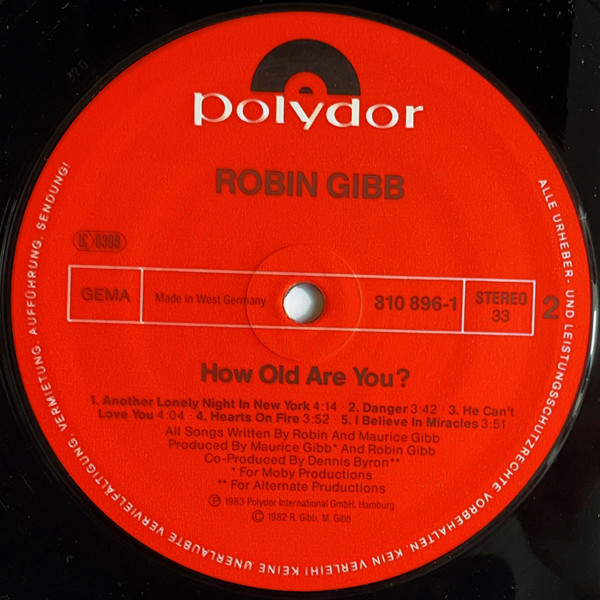 polydor
ROBIN GIBB
LC 0309
GEMA
Made in West Germany
810 896-1
STEREO
33
2
How Old Are You?
1. Another Lonely Night In New York 4:14 · 2. Danger 3:42 · 3. He Can't
Love You 4:04 · 4. Hearts On Fire 3:52 · 5. I Believe In Miracles 3:51
All Songs Written By Robin And Maurice Gibb
Produced By Maurice Gibb* And Robin Gibb
Co-Produced By Dennis Byron**
* For Moby Productions
** For Alternate Pruductions
Ⓟ 1983 Polydor International GmbH, Hamburg
© 1982 R. Gibb, M. Gibb
ALLE URHEBER- UND LEISTUNGSSCHUTZRECHTE VORBEHALTEN. KEIN VERLEIH! KEINE UNERLAUBTE VERVIELFÄLTIGUNG, VERMIETUNG, AUFFÜHRUNG, SENDUNG!